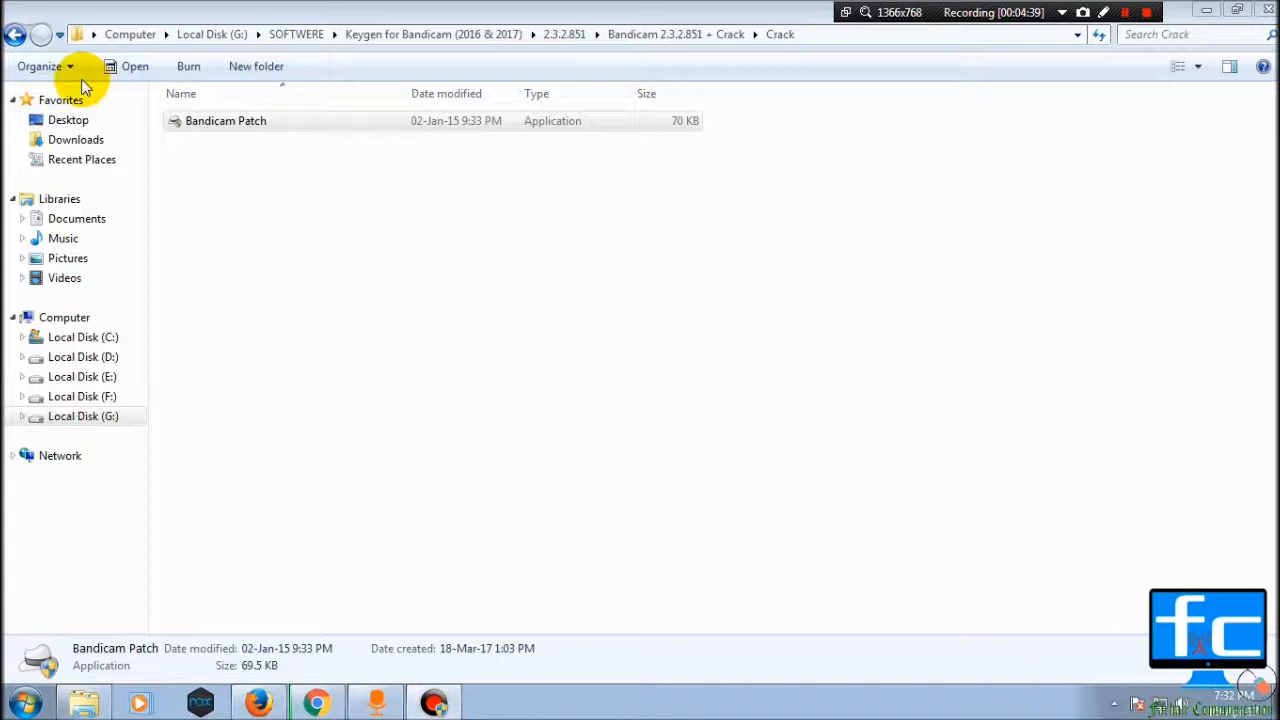 1366x768 Recording [00:04:39]
Computer Local Disk (G:) SOFTWERE Keygen for Bandicam (2016 & 2017) 2.3.2.851 Bandicam 2.3.2.851 + Crack Crack Search Crack
Organize Open Burn New folder
Name Date modified Type Size
Bandicam Patch 02-Jan-15 9:33 PM Application 70 KB
Favorites
Desktop
Downloads
Recent Places
Libraries
Documents
Music
Pictures
Videos
Computer
Local Disk (C:)
Local Disk (D:)
Local Disk (E:)
Local Disk (F:)
Local Disk (G:)
Network
fc
Bandicam Patch Date modified: 02-Jan-15 9:33 PM Date created: 18-Mar-17 1:03 PM
Application Size: 69.5 KB
nox
7:32 PM